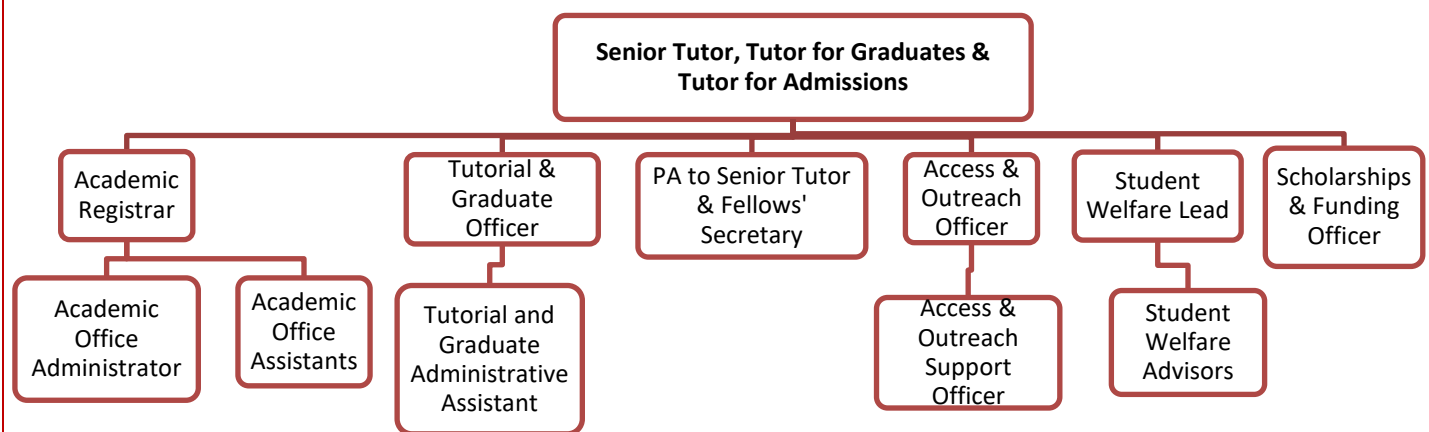 Senior Tutor, Tutor for Graduates &
Tutor for Admissions
Academic
Registrar
Tutorial &
Graduate
Officer
PA to Senior Tutor
& Fellows'
Secretary
Access &
Outreach
Officer
Student
Welfare Lead
Scholarships
& Funding
Officer
Academic
Office
Administrator
Academic
Office
Assistants
Tutorial and
Graduate
Administrative
Assistant
Access &
Outreach
Support
Officer
Student
Welfare
Advisors